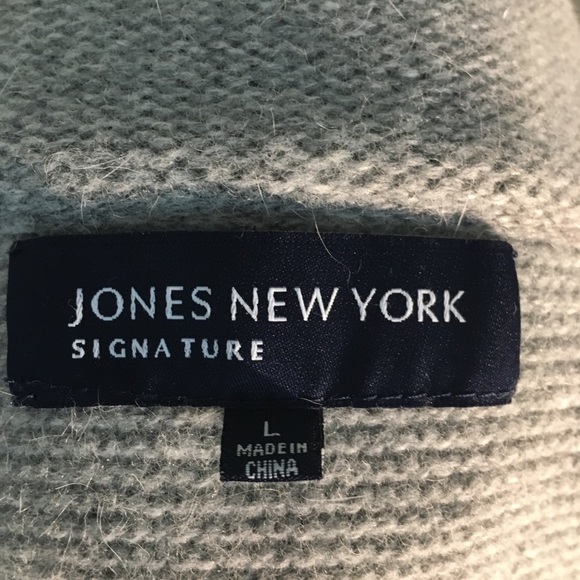 JONES NEW YORK
SIGNATURE
L
MADE IN
CHINA